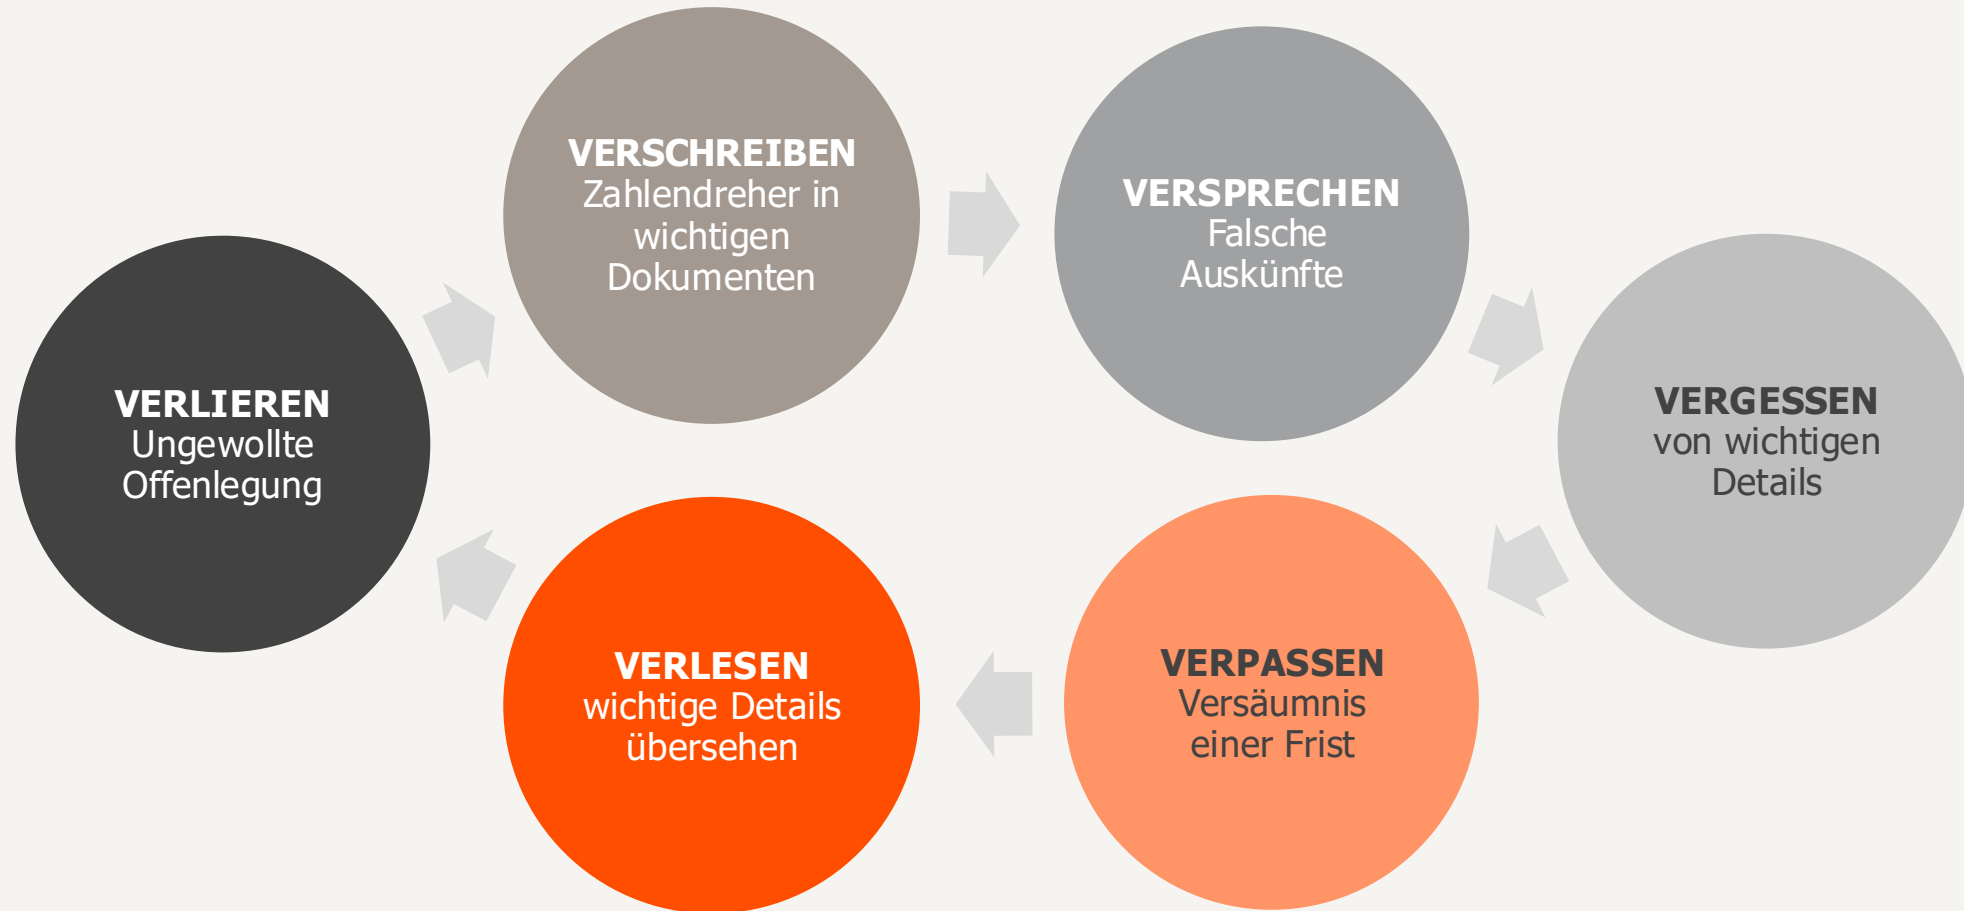 VERSCHREIBEN
Zahlendreher in
wichtigen
Dokumenten
VERSPRECHEN
Falsche
Auskünfte
VERGESSEN
von wichtigen
Details
VERPASSEN
Versäumnis
einer Frist
VERLESEN
wichtige Details
übersehen
VERLIEREN
Ungewollte
Offenlegung